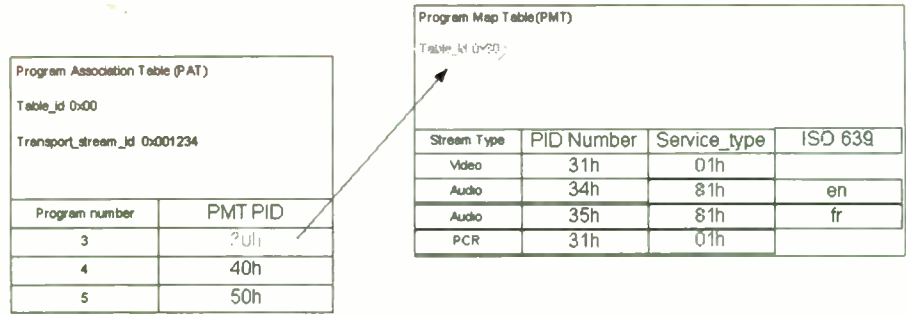 Program Association Table (PAT)
Table_id 0x00
Transport_stream_id 0x001234
Program number PMT PID
3
4 40h
5 50h
Program Map Table(PMT)
Stream Type PID Number Service_type ISO 639
Video 31h 01h
Audio 34h 81h en
Audio 35h 81h fr
PCR 31h 01h